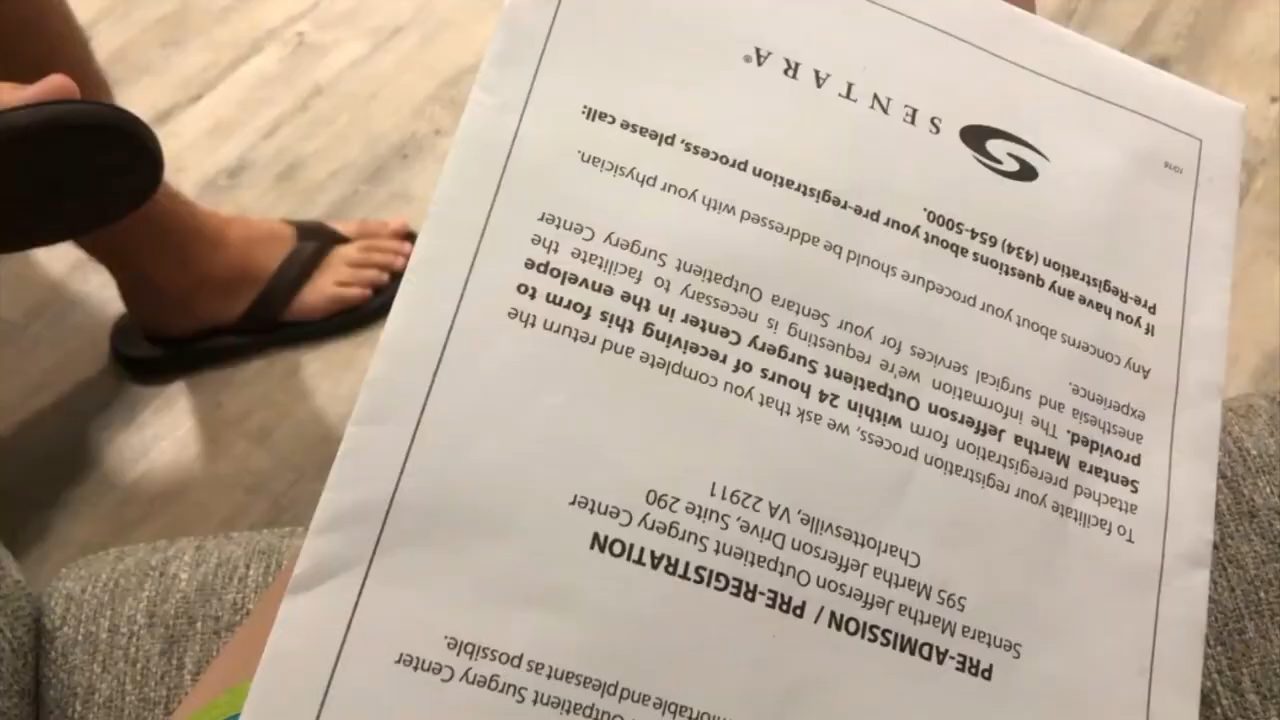 Outpatient Surgery Center
comfortable and pleasant as possible.
PRE-ADMISSION / PRE-REGISTRATION
Sentara Martha Jefferson Outpatient Surgery Center
595 Martha Jefferson Drive, Suite 290
Charlottesville, VA 22911
To facilitate your registration process, we ask that you complete and return the
attached preregistration form within 24 hours of receiving this form to
Sentara Martha Jefferson Outpatient Surgery Center in the envelope
provided. The information we're requesting is necessary to facilitate the
anesthesia and surgical services for your Sentara Outpatient Surgery Center
experience.
Any concerns about your procedure should be addressed with your physician.
If you have any questions about your pre-registration process, please call:
Pre-Registration (434) 654-5000.
SENTARA®
10/16